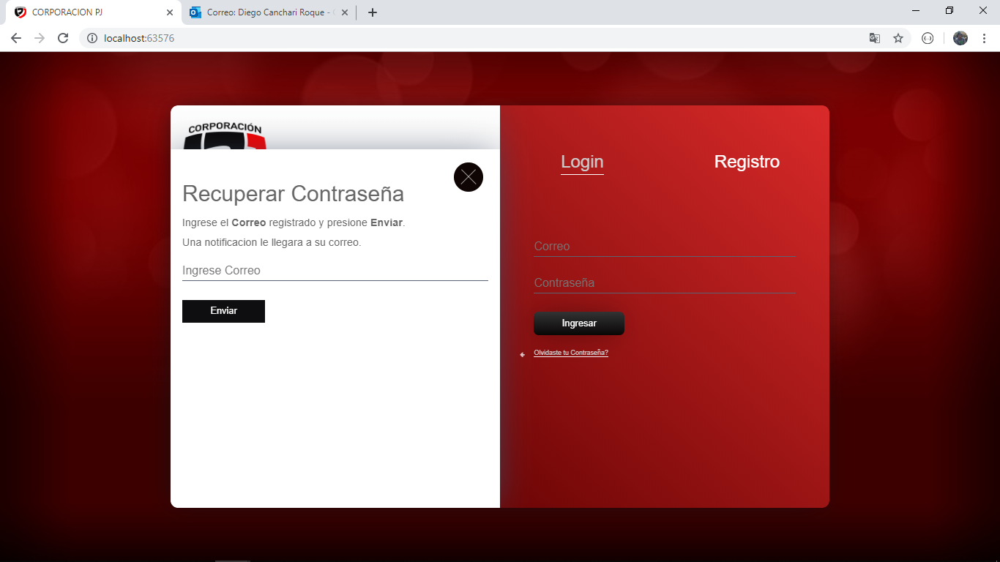 CORPORACION PJ
Correo: Diego Canchari Roque -
localhost:63576
CORPORACIÓN
Recuperar Contraseña
Ingrese el Correo registrado y presione Enviar.
Una notificacion le llegara a su correo.
Ingrese Correo
Enviar
Login
Registro
Correo
Contraseña
Ingresar
Olvidaste tu Contraseña?